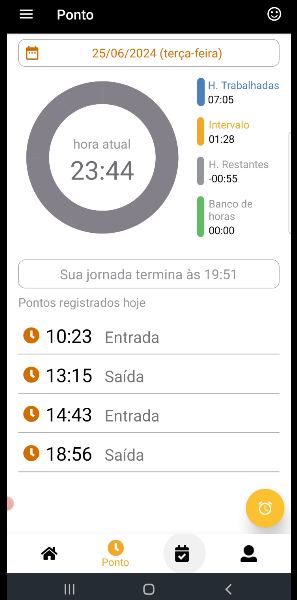 Ponto
25/06/2024 (terça-feira)
hora atual
23:44
H. Trabalhadas
07:05
Intervalo
01:28
H. Restantes
-00:55
Banco de
horas
00:00
Sua jornada termina às 19:51
Pontos registrados hoje
10:23 Entrada
13:15 Saída
14:43 Entrada
18:56 Saída
Ponto